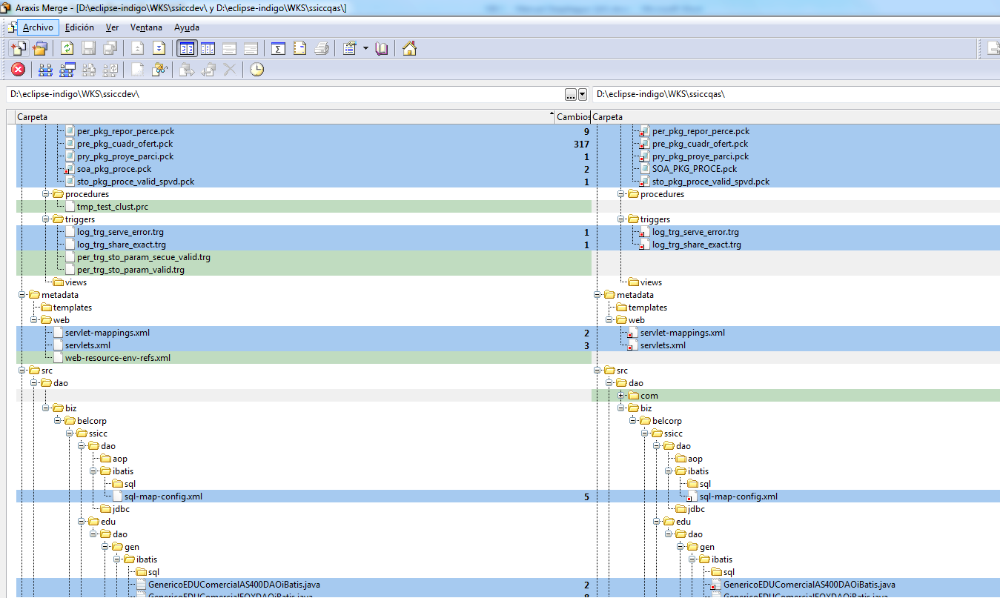 Araxis Merge - [D:\eclipse-indigo\WKS\ssiccdev\ y D:\eclipse-indigo\WKS\ssiccqas\]
Archivo Edición Ver Ventana Ayuda
D:\eclipse-indigo\WKS\ssiccdev\ ... D:\eclipse-indigo\WKS\ssiccqas\
Carpeta Cambios Carpeta
per_pkg_repor_perce.pck 9 per_pkg_repor_perce.pck
pre_pkg_cuadr_ofert.pck 317 pre_pkg_cuadr_ofert.pck
pry_pkg_proye_parci.pck 1 pry_pkg_proye_parci.pck
soa_pkg_proce.pck 2 SOA_PKG_PROCE.pck
sto_pkg_proce_valid_spvd.pck 1 sto_pkg_proce_valid_spvd.pck
procedures procedures
tmp_test_clust.prc
triggers triggers
log_trg_serve_error.trg 1 log_trg_serve_error.trg
log_trg_share_exact.trg 1 log_trg_share_exact.trg
per_trg_sto_param_secue_valid.trg
per_trg_sto_param_valid.trg
views views
metadata metadata
templates templates
web web
servlet-mappings.xml 2 servlet-mappings.xml
servlets.xml 3 servlets.xml
web-resource-env-refs.xml
src src
dao dao
com
biz biz
belcorp belcorp
ssicc ssicc
dao dao
aop aop
ibatis ibatis
sql sql
sql-map-config.xml 5 sql-map-config.xml
jdbc jdbc
edu edu
dao dao
gen gen
ibatis ibatis
sql sql
GenericoEDUComercialAS400DAOiBatis.java 2 GenericoEDUComercialAS400DAOiBatis.java
GenericoEDUComercialFOXDAOiBatis.java 8 GenericoEDUComercialFOXDAOiBatis.java